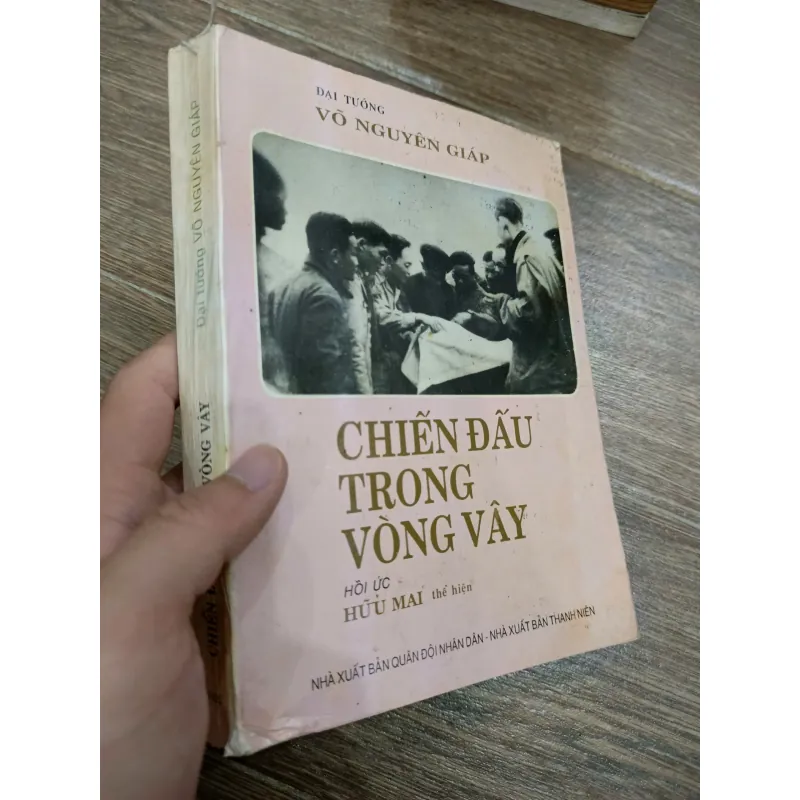 ĐẠI TƯỚNG
VÕ NGUYÊN GIÁP
CHIẾN ĐẤU
TRONG
VÒNG VÂY
HỒI ỨC
HỮU MAI thể hiện
NHÀ XUẤT BẢN QUÂN ĐỘI NHÂN DÂN - NHÀ XUẤT BẢN THANH NIÊN
Đại tướng VÕ NGUYÊN GIÁP
CHIẾN
VÒNG VÂY